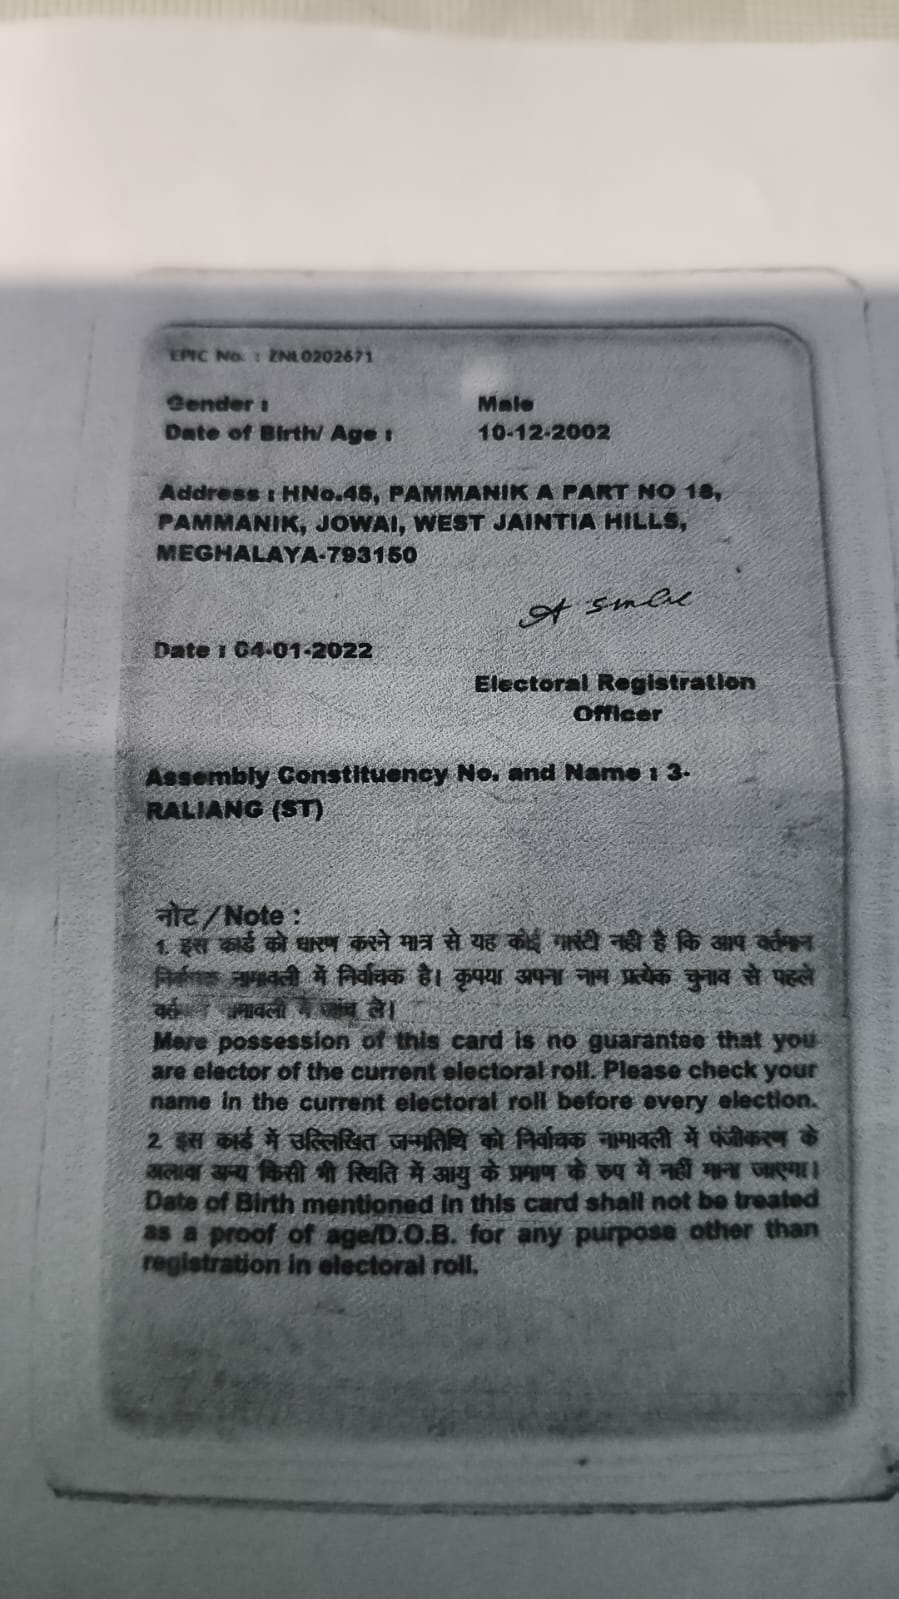 EPIC No. : ZNL0202671
Gender : Male
Date of Birth/ Age : 10-12-2002
Address : HNo.45, PAMMANIK A PART NO 18,
PAMMANIK, JOWAI, WEST JAINTIA HILLS,
MEGHALAYA-793150
Date : 04-01-2022
Electoral Registration
Officer
Assembly Constituency No. and Name : 3-
RALIANG (ST)
नोट /Note :
1. इस कार्ड को धारण करने मात्र से यह कोई गारंटी नही है कि आप वर्तमान
नामावली में निर्वाचक है। कृपया अपना नाम प्रत्येक चुनाव से पहले
जांच ले।
Mere possession of this card is no guarantee that you
are elector of the current electoral roll. Please check your
name in the current electoral roll before every election.
2. इस कार्ड में उल्लिखित जन्मतिथि को निर्वाचक नामावली में पंजीकरण के
अलावा अन्य किसी भी स्थिति में आयु के प्रमाण के रुप में नहीं माना जाएगा।
Date of Birth mentioned in this card shall not be treated
as a proof of age/D.O.B. for any purpose other than
registration in electoral roll.